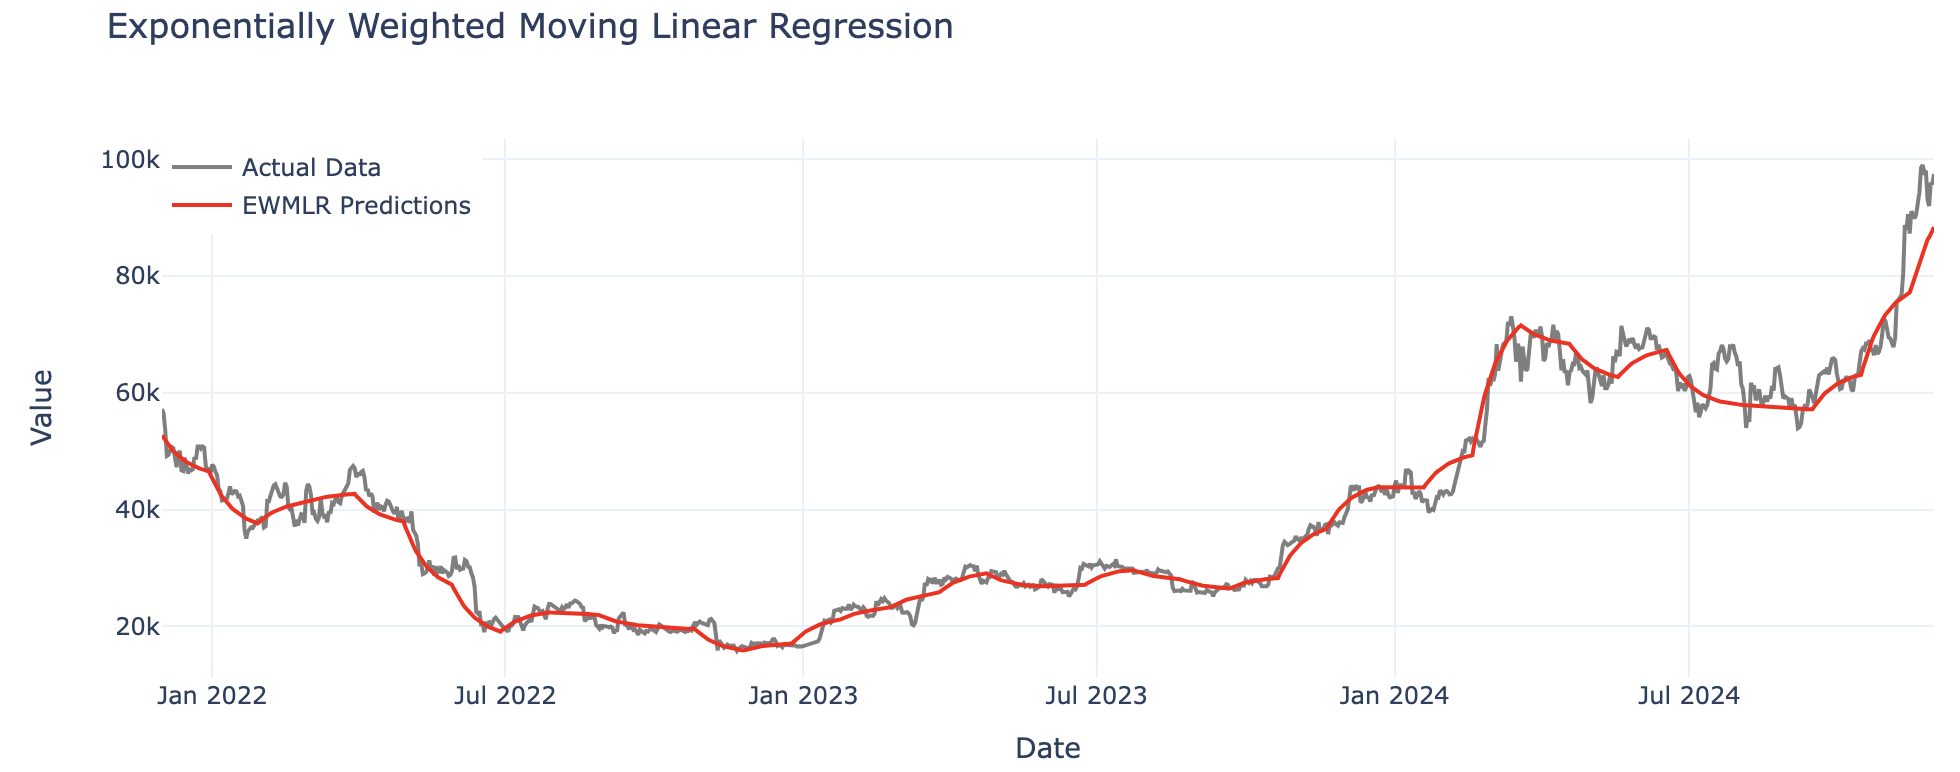 Exponentially Weighted Moving Linear Regression
100k
Actual Data
EWMLR Predictions
80k
60k
Value
40k
20k
Jan 2022
Jul 2022
Jan 2023
Jul 2023
Jan 2024
Jul 2024
Date